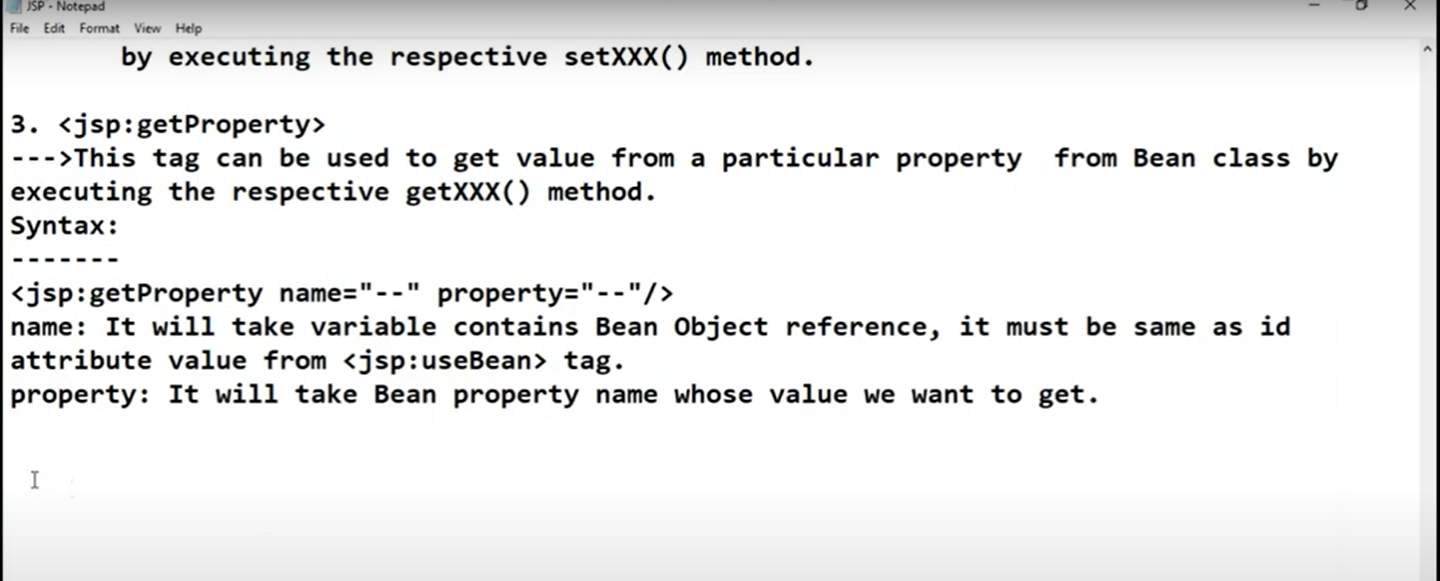 JSP - Notepad
File Edit Format View Help
by executing the respective setXXX() method.
3. <jsp:getProperty>
--->This tag can be used to get value from a particular property  from Bean class by
executing the respective getXXX() method.
Syntax:
-------
<jsp:getProperty name="--" property="--"/>
name: It will take variable contains Bean Object reference, it must be same as id
attribute value from <jsp:useBean> tag.
property: It will take Bean property name whose value we want to get.